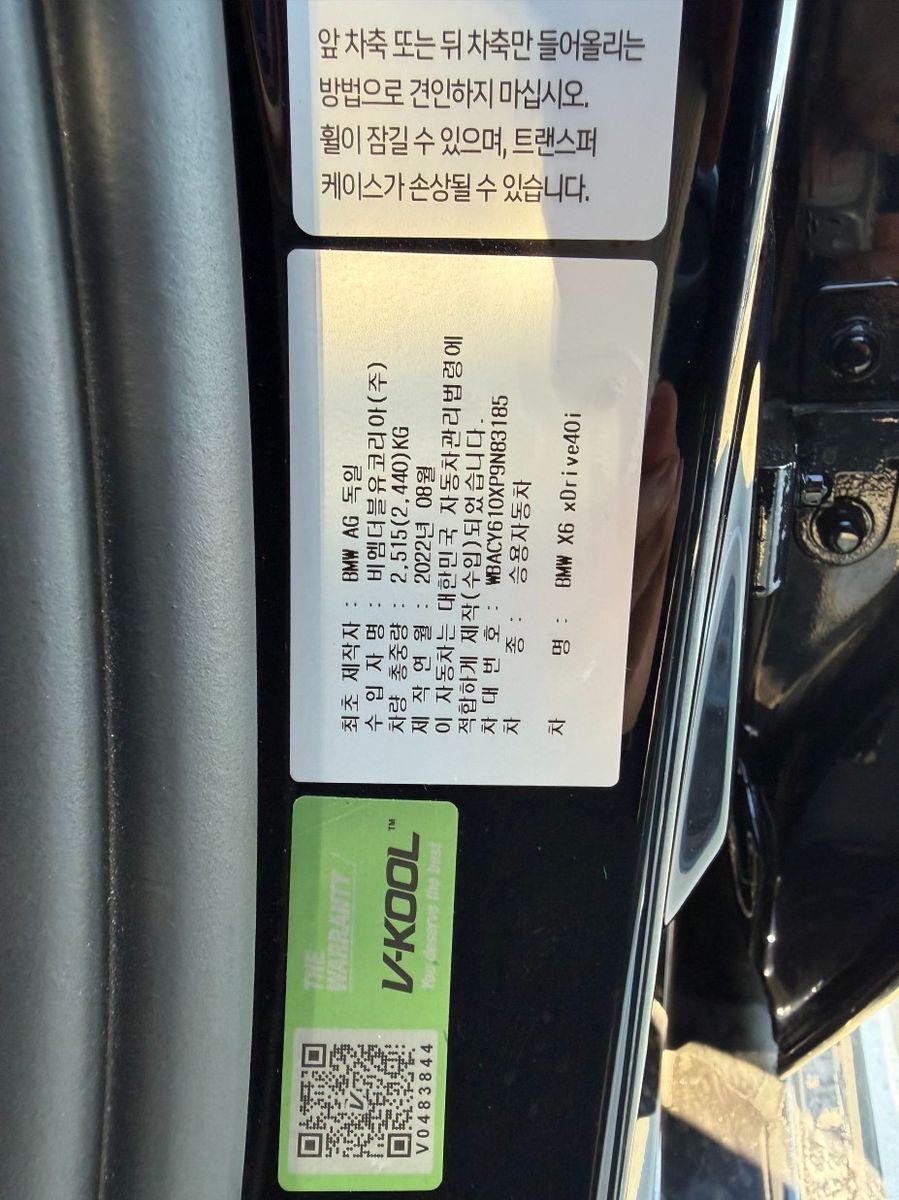 앞 차축 또는 뒤 차축만 들어올리는
방법으로 견인하지 마십시오.
휠이 잠길 수 있으며, 트랜스퍼
케이스가 손상될 수 있습니다.
최초 제작자 : BMW AG 독일
수 입 자 명 : 비엠더블유코리아(주)
차량 총중량 : 2,515(2,440)KG
제 작 연 월 : 2022년 08월
이 자동차는 대한민국 자동차관리법령에
적합하게 제작(수입)되었습니다.
차 대 번 호 : WBACY610XP9N83185
차 종 : 승용자동차
차 명 : BMW X6 xDrive40i
THE
WARRANTY
V-KOOL™
You deserve the best
V0483844